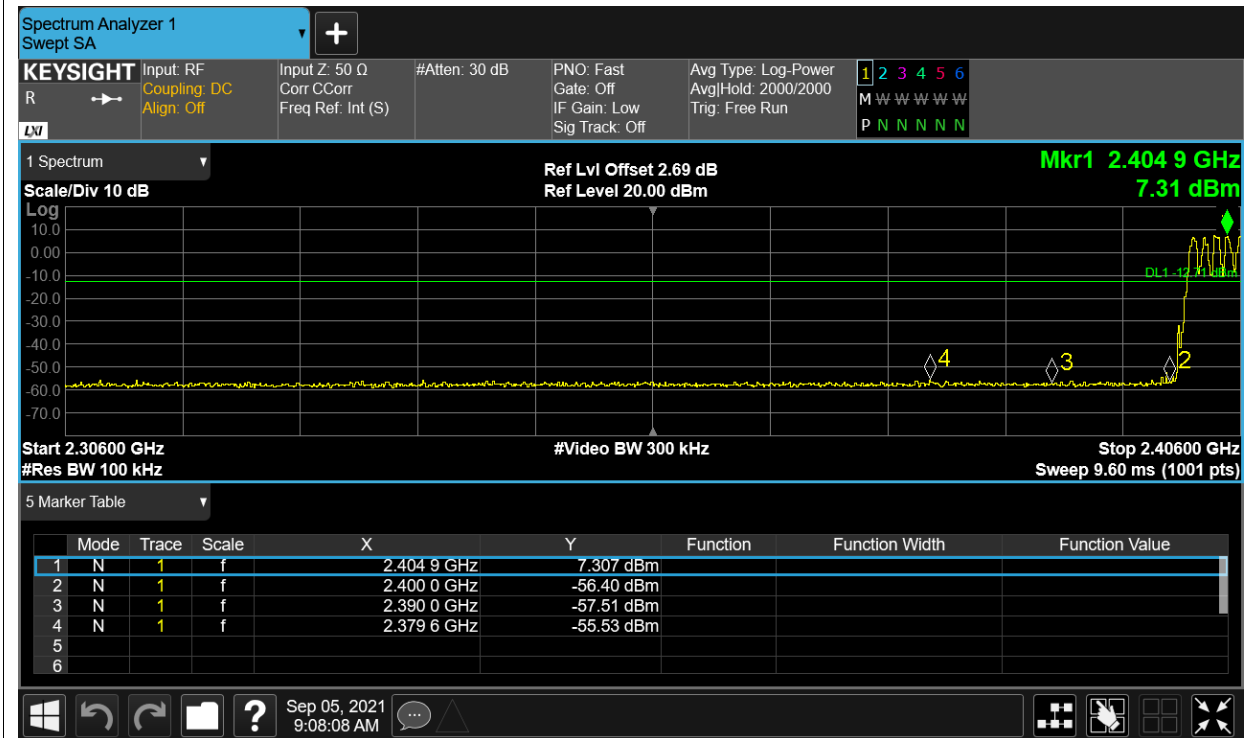 Spectrum Analyzer 1
Swept SA
+
KEYSIGHT Input: RF Input Z: 50 Ω #Atten: 30 dB PNO: Fast Avg Type: Log-Power 1 2 3 4 5 6
R Coupling: DC Corr CCorr Gate: Off Avg|Hold: 2000/2000 M W W W W W
Align: Off Freq Ref: Int (S) IF Gain: Low Trig: Free Run
LXI Sig Track: Off P N N N N N
1 Spectrum Ref Lvl Offset 2.69 dB Mkr1 2.404 9 GHz
Scale/Div 10 dB Ref Level 20.00 dBm 7.31 dBm
Log
10.0
0.00
-10.0 DL1 -12.71 dBm
-20.0
-30.0
-40.0
-50.0 4 3 2
-60.0
-70.0
Start 2.30600 GHz #Video BW 300 kHz Stop 2.40600 GHz
#Res BW 100 kHz Sweep 9.60 ms (1001 pts)
5 Marker Table
Mode Trace Scale X Y Function Function Width Function Value
1 N 1 f 2.404 9 GHz 7.307 dBm
2 N 1 f 2.400 0 GHz -56.40 dBm
3 N 1 f 2.390 0 GHz -57.51 dBm
4 N 1 f 2.379 6 GHz -55.53 dBm
5
6
? Sep 05, 2021
9:08:08 AM